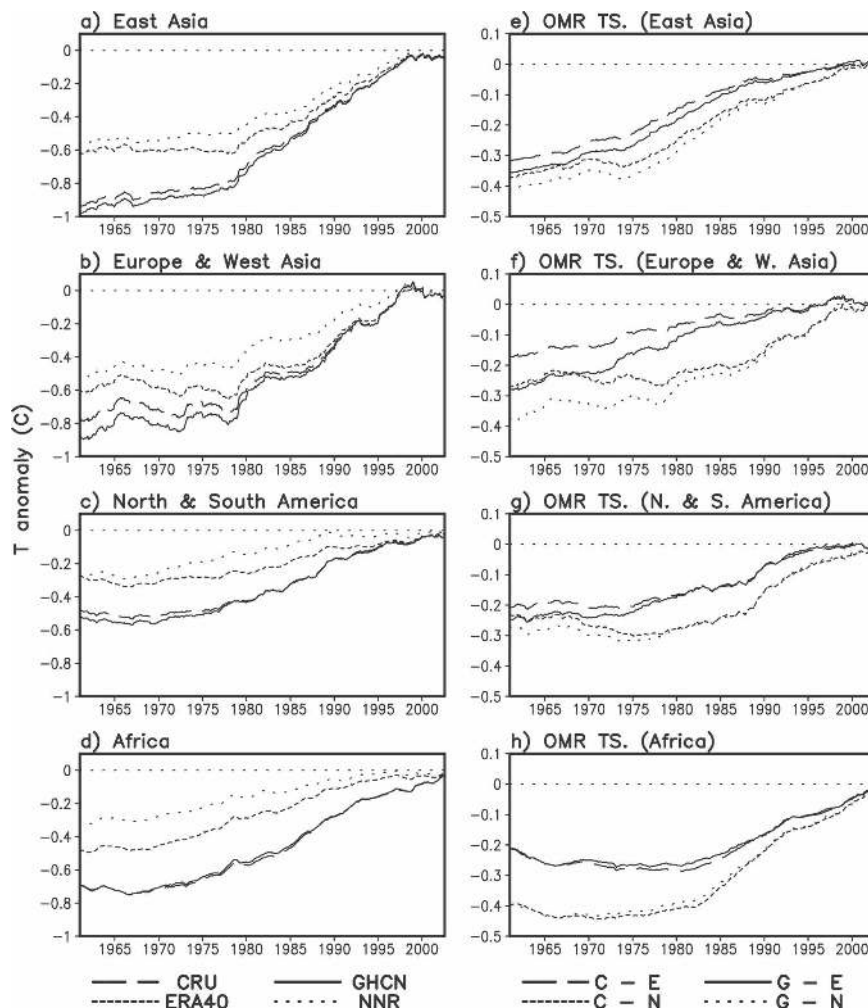 a) East Asia
0
−0.2
−0.4
−0.6
−0.8
−1
1965 1970 1975 1980 1985 1990 1995 2000
e) OMR TS. (East Asia)
0.1
0
−0.1
−0.2
−0.3
−0.4
−0.5
1965 1970 1975 1980 1985 1990 1995 2000
b) Europe & West Asia
0
−0.2
−0.4
−0.6
−0.8
−1
1965 1970 1975 1980 1985 1990 1995 2000
f) OMR TS. (Europe & W. Asia)
0.1
0
−0.1
−0.2
−0.3
−0.4
−0.5
1965 1970 1975 1980 1985 1990 1995 2000
T anomaly (C)
c) North & South America
0
−0.2
−0.4
−0.6
−0.8
−1
1965 1970 1975 1980 1985 1990 1995 2000
g) OMR TS. (N. & S. America)
0.1
0
−0.1
−0.2
−0.3
−0.4
−0.5
1965 1970 1975 1980 1985 1990 1995 2000
d) Africa
0
−0.2
−0.4
−0.6
−0.8
−1
1965 1970 1975 1980 1985 1990 1995 2000
h) OMR TS. (Africa)
0.1
0
−0.1
−0.2
−0.3
−0.4
−0.5
1965 1970 1975 1980 1985 1990 1995 2000
CRU GHCN
ERA40 NNR
C − E G − E
C − N G − N